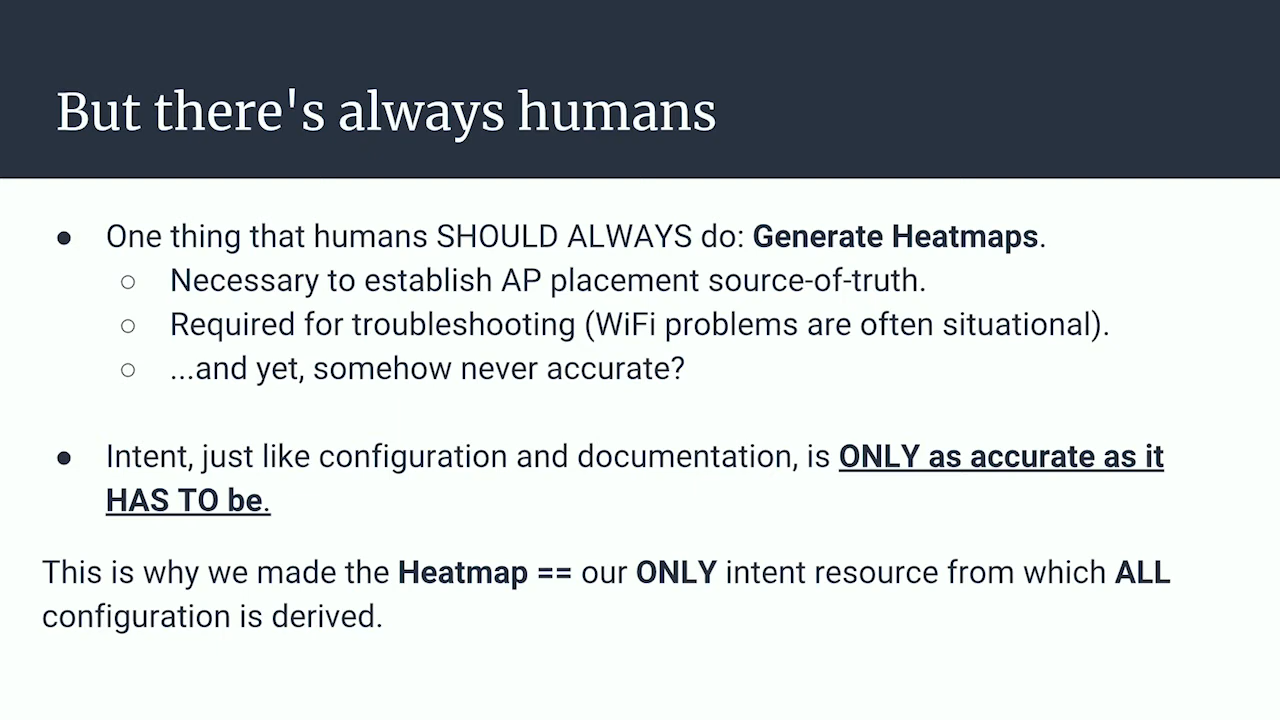 But there's always humans
● One thing that humans SHOULD ALWAYS do: Generate Heatmaps.
○ Necessary to establish AP placement source-of-truth.
○ Required for troubleshooting (WiFi problems are often situational).
○ ...and yet, somehow never accurate?
● Intent, just like configuration and documentation, is ONLY as accurate as it
HAS TO be.
This is why we made the Heatmap == our ONLY intent resource from which ALL
configuration is derived.